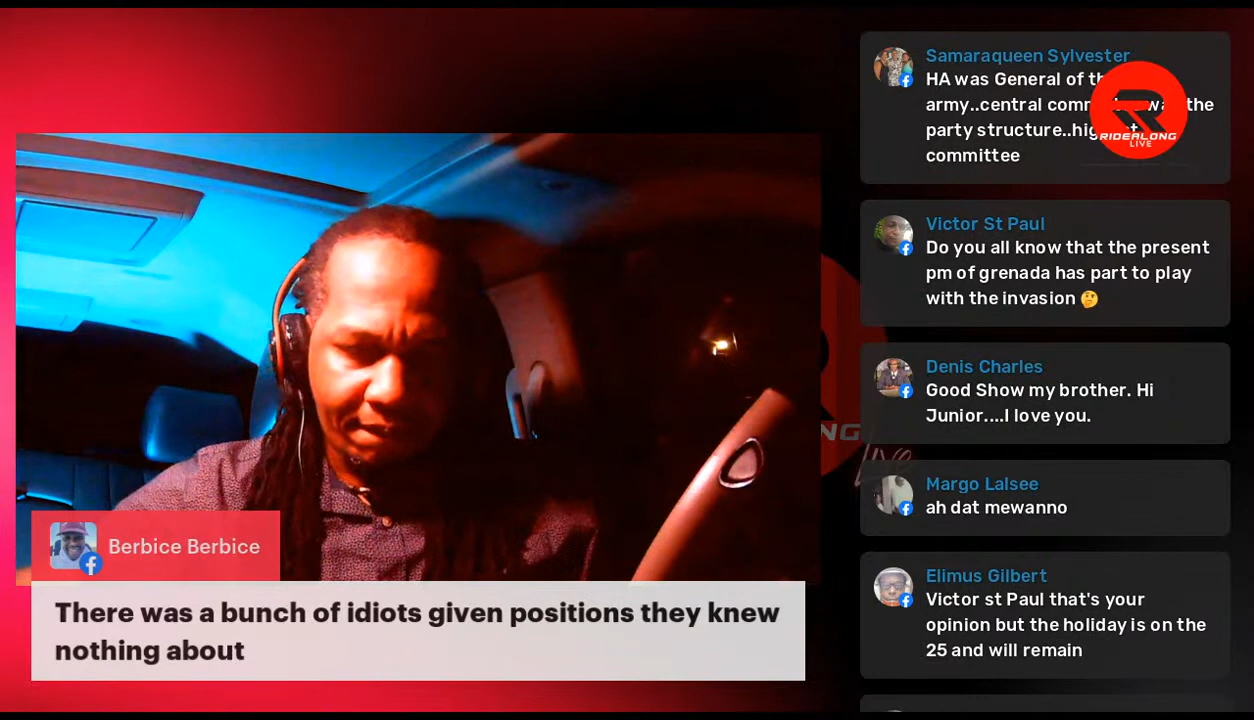 Samaraqueen Sylvester
HA was General of
army..central the
party structure..
committee
RIDEALONG
LIVE
Victor St Paul
Do you all know that the present
pm of grenada has part to play
with the invasion 🤔
Denis Charles
Good Show my brother. Hi
Junior....I love you.
Margo Lalsee
ah dat mewanno
Elimus Gilbert
Victor st Paul that's your
opinion but the holiday is on the
25 and will remain
Berbice Berbice
There was a bunch of idiots given positions they knew
nothing about